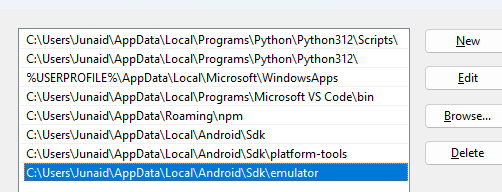 C:\Users\Junaid\AppData\Local\Programs\Python\Python312\Scripts\
New
C:\Users\Junaid\AppData\Local\Programs\Python\Python312\
%USERPROFILE%\AppData\Local\Microsoft\WindowsApps
Edit
C:\Users\Junaid\AppData\Local\Programs\Microsoft VS Code\bin
C:\Users\Junaid\AppData\Roaming\npm
Browse...
C:\Users\Junaid\AppData\Local\Android\Sdk
C:\Users\Junaid\AppData\Local\Android\Sdk\platform-tools
Delete
C:\Users\Junaid\AppData\Local\Android\Sdk\emulator